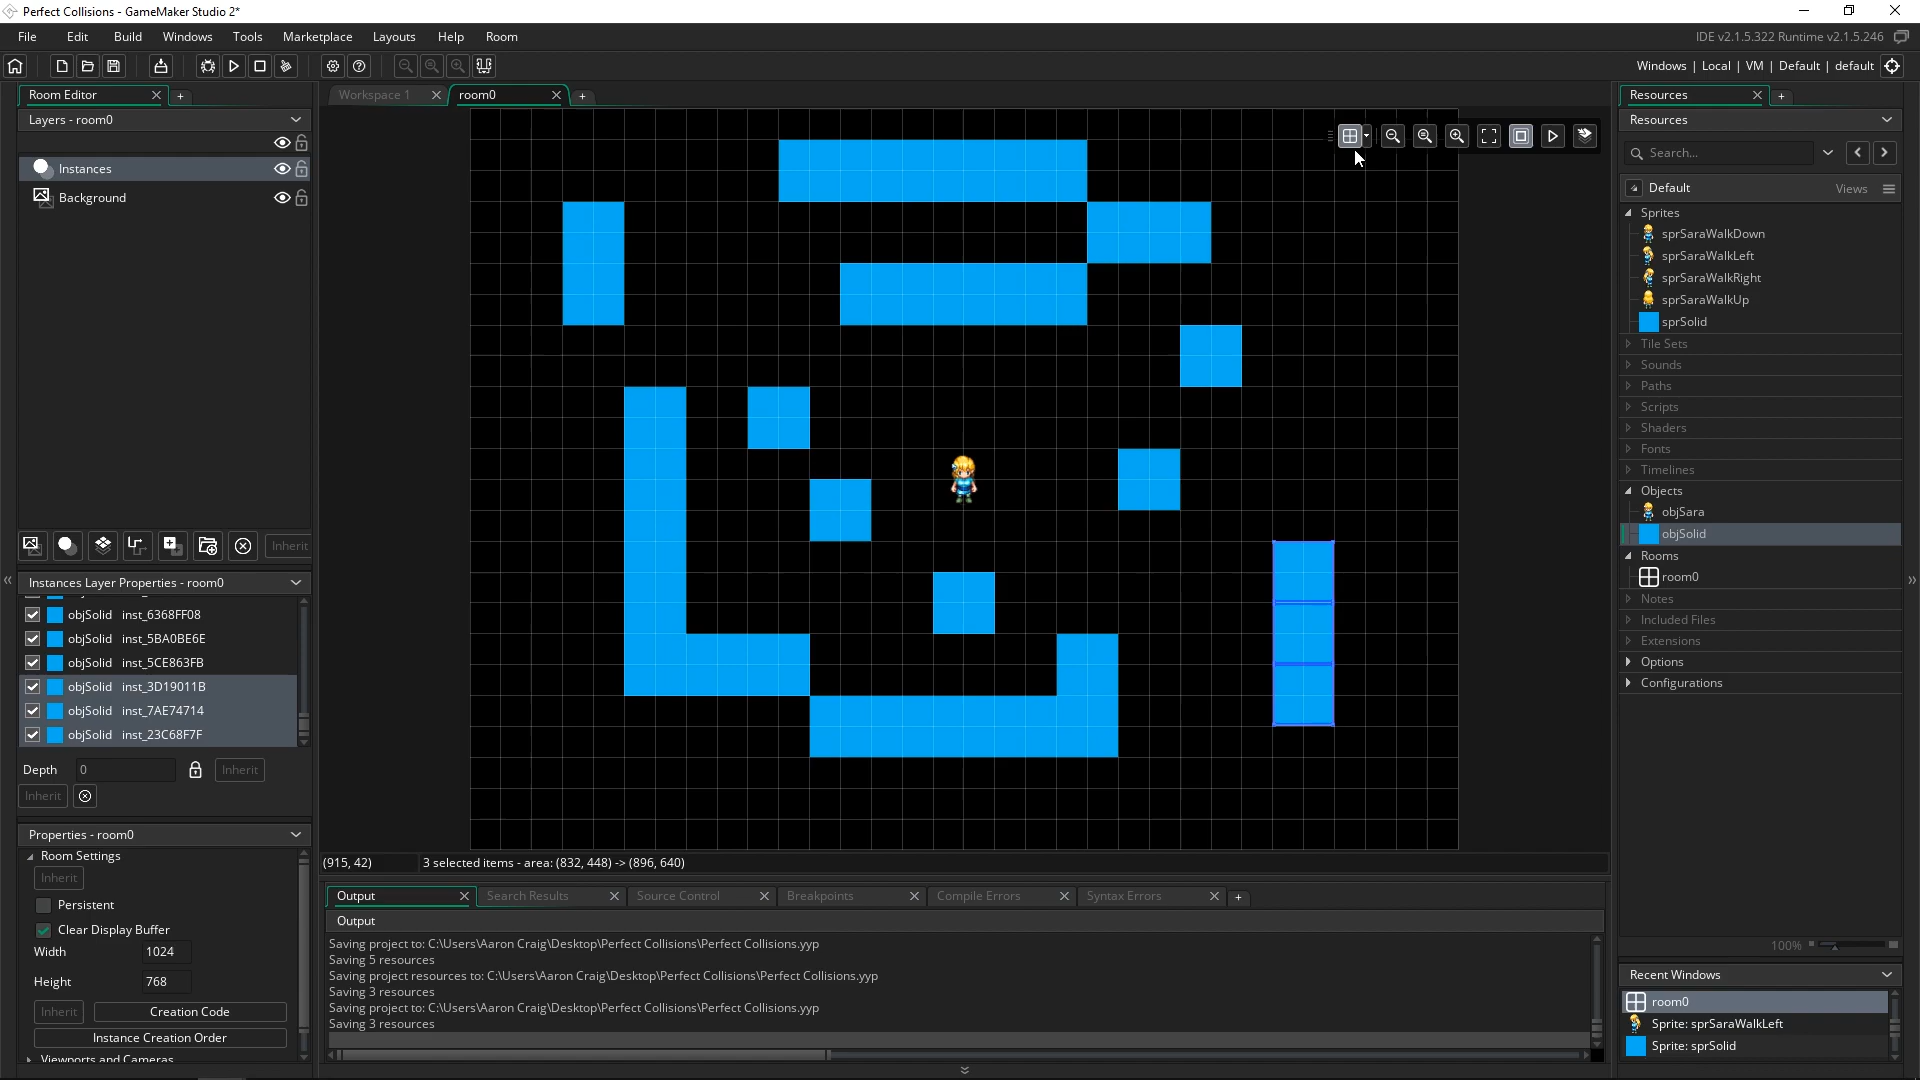 Perfect Collisions - GameMaker Studio 2*
File Edit Build Windows Tools Marketplace Layouts Help Room
IDE v2.1.5.322 Runtime v2.1.5.246
Windows | Local | VM | Default | default
Room Editor
Layers - room0
Instances
Background
Inherit
Instances Layer Properties - room0
objSolid inst_6368FF08
objSolid inst_5BA0BE6E
objSolid inst_5CE863FB
objSolid inst_3D19011B
objSolid inst_7AE74714
objSolid inst_23C68F7F
Depth 0 Inherit
Inherit
Properties - room0
Room Settings
Inherit
Persistent
Clear Display Buffer
Width 1024
Height 768
Inherit Creation Code
Instance Creation Order
Viewports and Cameras
Workspace 1 room0
(915, 42) 3 selected items - area: (832, 448) -> (896, 640)
Output Search Results Source Control Breakpoints Compile Errors Syntax Errors
Output
Saving project to: C:\Users\Aaron Craig\Desktop\Perfect Collisions\Perfect Collisions.yyp
Saving 5 resources
Saving project resources to: C:\Users\Aaron Craig\Desktop\Perfect Collisions\Perfect Collisions.yyp
Saving 3 resources
Saving project to: C:\Users\Aaron Craig\Desktop\Perfect Collisions\Perfect Collisions.yyp
Saving 3 resources
Resources
Resources
Search...
Default Views
Sprites
sprSaraWalkDown
sprSaraWalkLeft
sprSaraWalkRight
sprSaraWalkUp
sprSolid
Tile Sets
Sounds
Paths
Scripts
Shaders
Fonts
Timelines
Objects
objSara
objSolid
Rooms
room0
Notes
Included Files
Extensions
Options
Configurations
100%
Recent Windows
room0
Sprite: sprSaraWalkLeft
Sprite: sprSolid